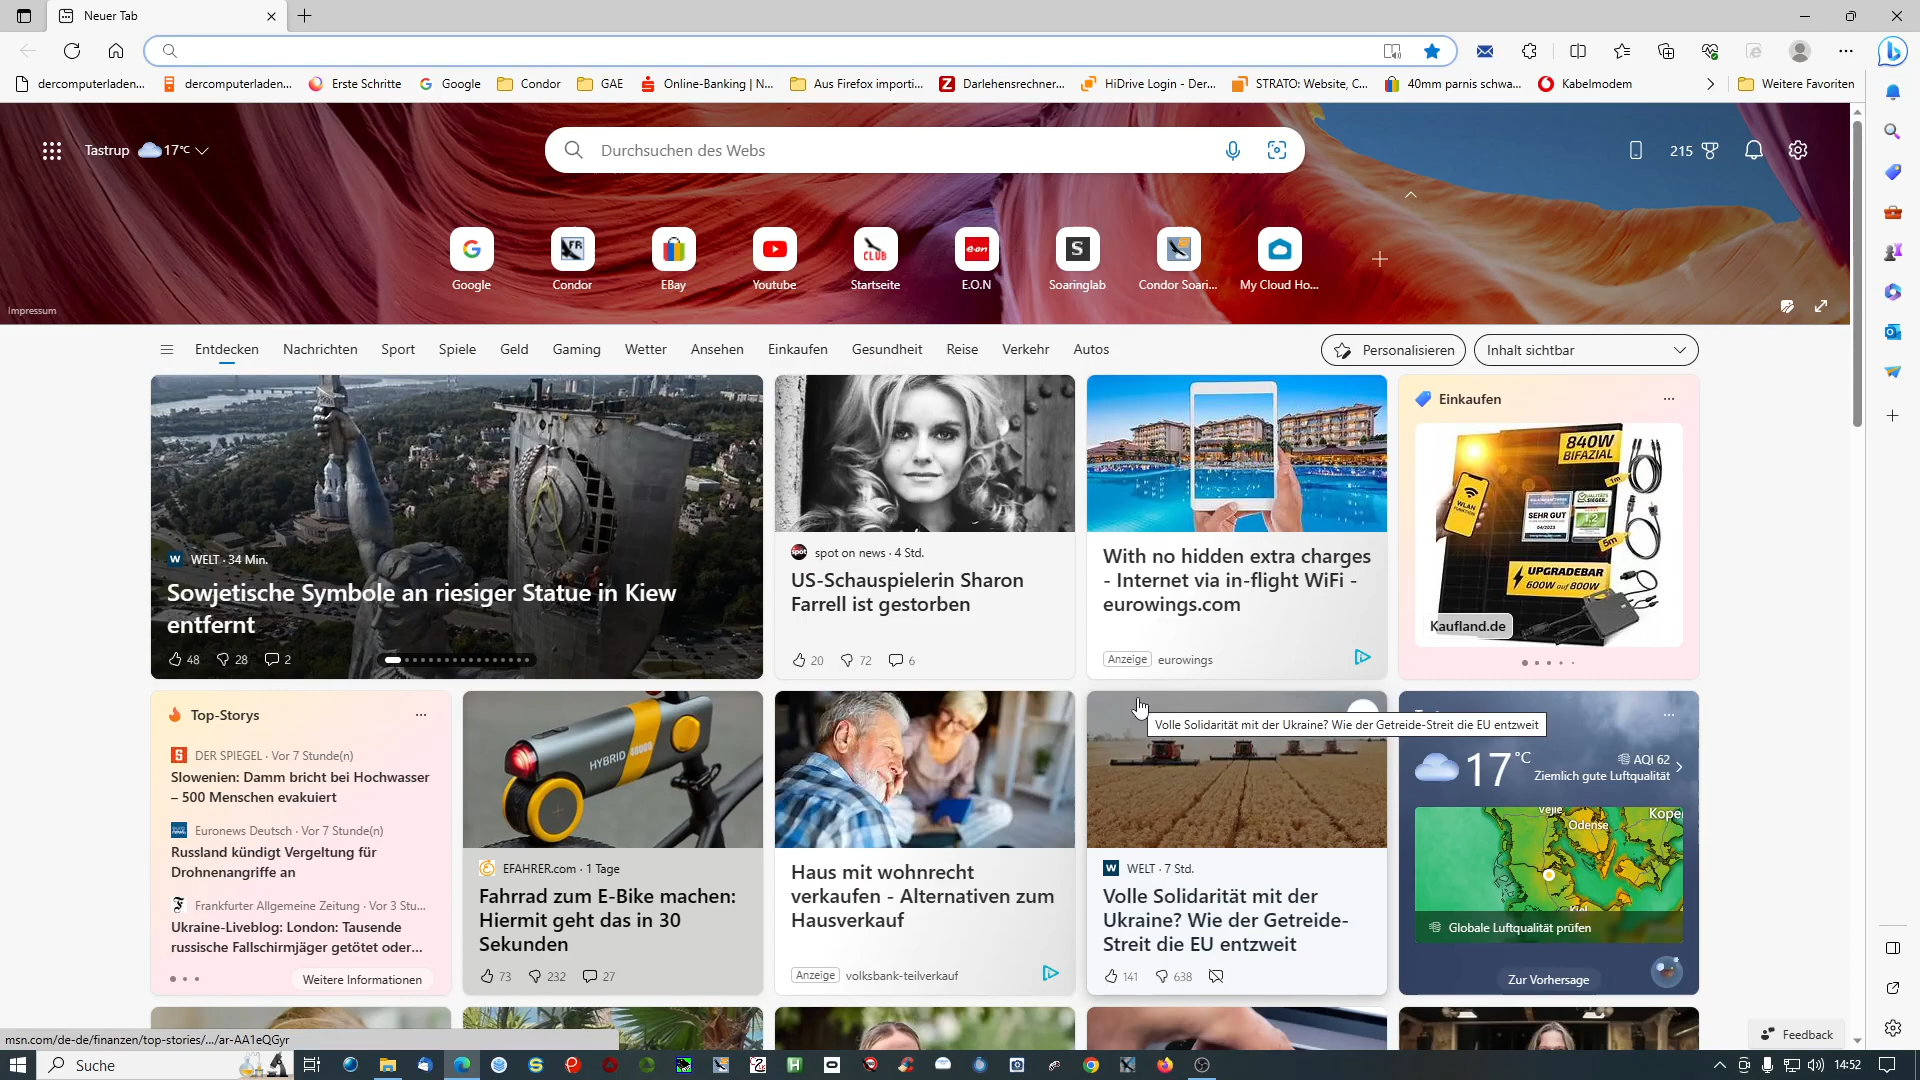 Neuer Tab
dercomputerladen...
dercomputerladen...
Erste Schritte
Google
Condor
GAE
Online-Banking | N...
Aus Firefox importi...
Darlehensrechner...
HiDrive Login - Der...
STRATO: Website, C...
40mm parnis schwa...
Kabelmodem
Weitere Favoriten
Tastrup
17°C
Durchsuchen des Webs
215
FR
CLUB
e·on
S
Google
Condor
EBay
Youtube
Startseite
E.O.N
Soaringlab
Condor Soari...
My Cloud Ho...
Impressum
Entdecken
Nachrichten
Sport
Spiele
Geld
Gaming
Wetter
Ansehen
Einkaufen
Gesundheit
Reise
Verkehr
Autos
Personalisieren
Inhalt sichtbar
WELT · 34 Min.
Sowjetische Symbole an riesiger Statue in Kiew
entfernt
48
28
2
spot on news · 4 Std.
US-Schauspielerin Sharon
Farrell ist gestorben
20
72
6
With no hidden extra charges
- Internet via in-flight WiFi -
eurowings.com
Anzeige
eurowings
Einkaufen
840W
BIFAZIAL
1m
WLAN
FUNKTION
SEHR GUT
5m
UPGRADEBAR
600W auf 800W
Kaufland.de
Top-Storys
DER SPIEGEL · Vor 7 Stunde(n)
Slowenien: Damm bricht bei Hochwasser
– 500 Menschen evakuiert
Euronews Deutsch · Vor 7 Stunde(n)
Russland kündigt Vergeltung für
Drohnenangriffe an
Frankfurter Allgemeine Zeitung · Vor 3 Stu...
Ukraine-Liveblog: London: Tausende
russische Fallschirmjäger getötet oder...
Weitere Informationen
HYBRID
EFAHRER.com · 1 Tage
Fahrrad zum E-Bike machen:
Hiermit geht das in 30
Sekunden
73
232
27
Haus mit wohnrecht
verkaufen - Alternativen zum
Hausverkauf
Anzeige
volksbank-teilverkauf
Volle Solidarität mit der Ukraine? Wie der Getreide-Streit die EU entzweit
WELT · 7 Std.
Volle Solidarität mit der
Ukraine? Wie der Getreide-
Streit die EU entzweit
141
638
17°C
AQI 62
Ziemlich gute Luftqualität
Vejle
Odense
Kope
Kiel
Globale Luftqualität prüfen
Zur Vorhersage
Feedback
msn.com/de-de/finanzen/top-stories/.../ar-AA1eQGyr
Suche
14:52